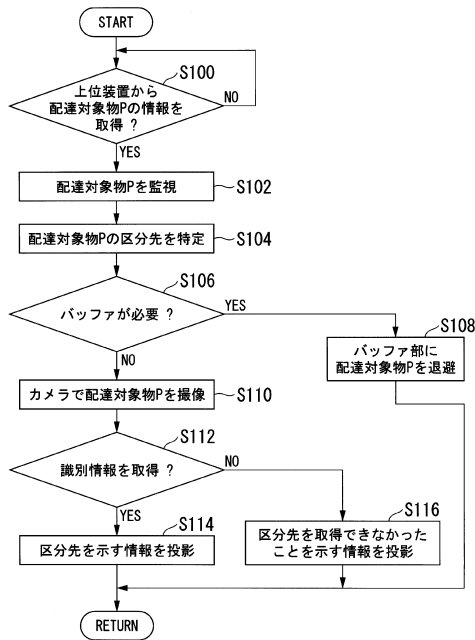 START
S100
上位装置から
配達対象物Pの情報を
取得 ?
NO
YES
配達対象物Pを監視
S102
配達対象物Pの区分先を特定
S104
S106
バッファが必要 ?
YES
NO
S108
バッファ部に
配達対象物Pを退避
カメラで配達対象物Pを撮像
S110
S112
識別情報を取得 ?
NO
YES
S114
区分先を示す情報を投影
S116
区分先を取得できなかった
ことを示す情報を投影
RETURN